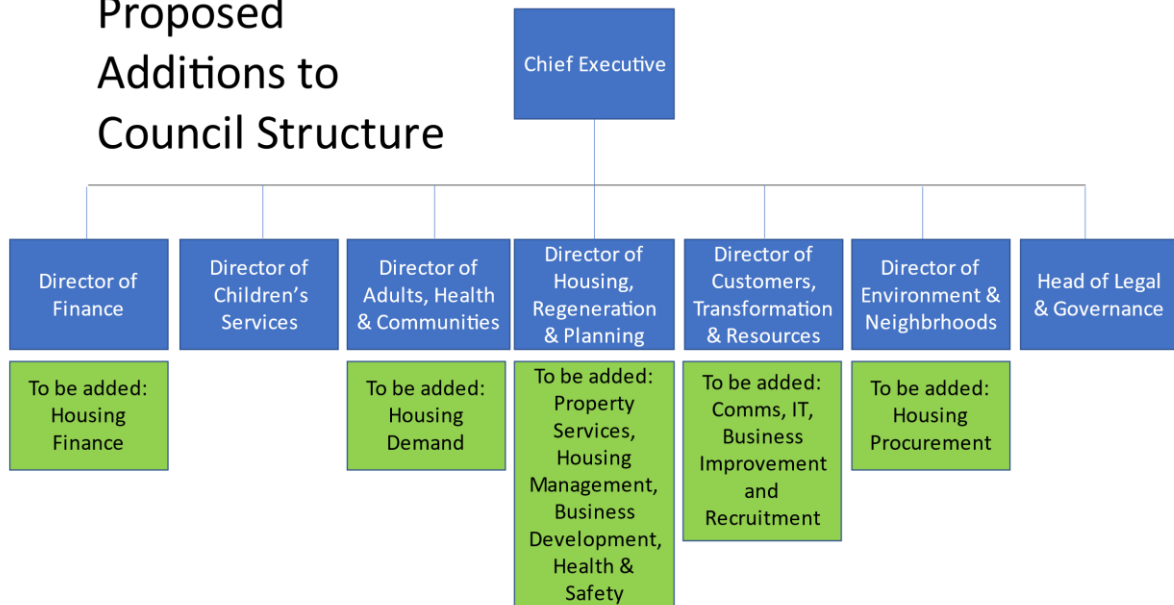 Proposed
Additions to
Council Structure
Chief Executive
Director of
Finance
Director of
Children’s
Services
Director of
Adults, Health
& Communities
Director of
Housing,
Regeneration
& Planning
Director of
Customers,
Transformation
& Resources
Director of
Environment &
Neighbrhoods
Head of Legal
& Governance
To be added:
Housing
Finance
To be added:
Housing
Demand
To be added:
Property
Services,
Housing
Management,
Business
Development,
Health &
Safety
To be added:
Comms, IT,
Business
Improvement
and
Recruitment
To be added:
Housing
Procurement